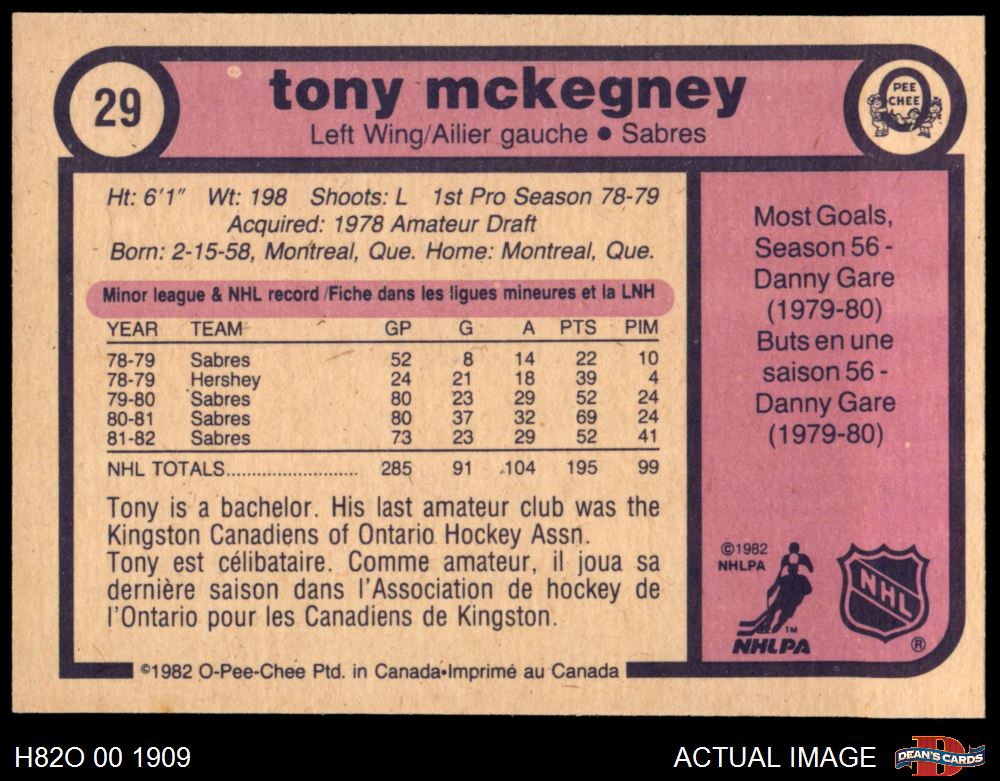 29
tony mckegney
Left Wing/Ailier gauche • Sabres
PEE
CHEE
Ht: 6'1" Wt: 198 Shoots: L 1st Pro Season 78-79
Acquired: 1978 Amateur Draft
Born: 2-15-58, Montreal, Que. Home: Montreal, Que.
Minor league & NHL record /Fiche dans les ligues mineures et la LNH
YEAR TEAM GP G A PTS PIM
78-79 Sabres 52 8 14 22 10
78-79 Hershey 24 21 18 39 4
79-80 Sabres 80 23 29 52 24
80-81 Sabres 80 37 32 69 24
81-82 Sabres 73 23 29 52 41
NHL TOTALS............................ 285 91 104 195 99
Tony is a bachelor. His last amateur club was the
Kingston Canadiens of Ontario Hockey Assn.
Tony est célibataire. Comme amateur, il joua sa
dernière saison dans l'Association de hockey de
l'Ontario pour les Canadiens de Kingston.
Most Goals,
Season 56 -
Danny Gare
(1979-80)
Buts en une
saison 56 -
Danny Gare
(1979-80)
©1982
NHLPA
TM
NHLPA
NHL
®
©1982 O-Pee-Chee Ptd. in Canada•Imprimé au Canada
H82O 00 1909
ACTUAL IMAGE
D
DEAN'S CARDS